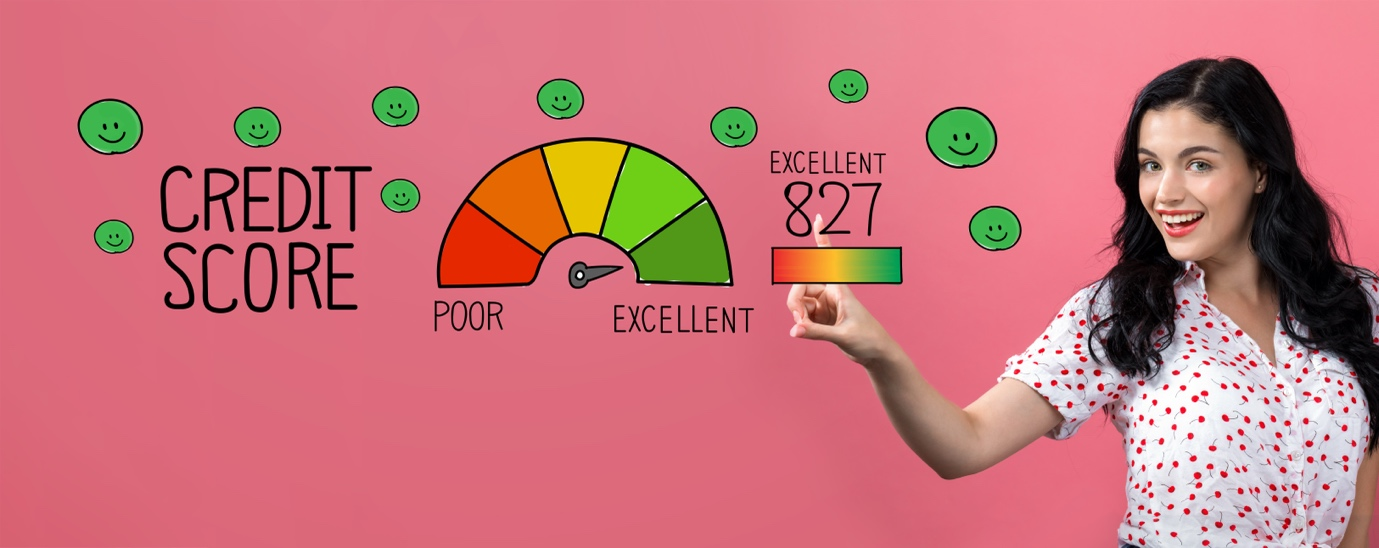 CREDIT
SCORE
POOR
EXCELLENT
EXCELLENT
827